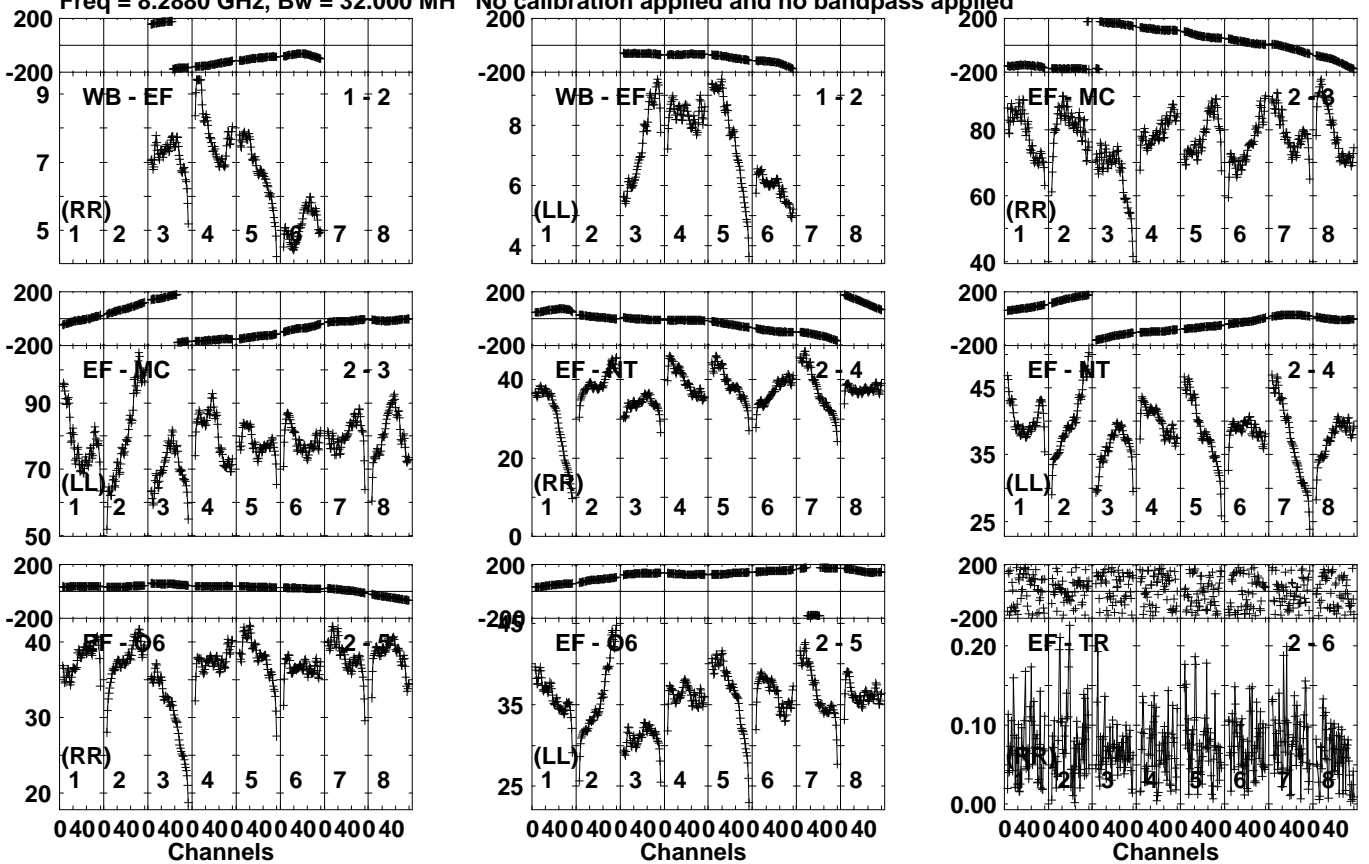 Freq = 8.2880 GHz, Bw = 32.000 MH No calibration applied and no bandpass applied
200
-200
WB - EF 1 - 2
9
7
5
(RR)
1 2 3 4 5 6 7 8
200
-200
WB - EF 1 - 2
8
6
4
(LL)
1 2 3 4 5 6 7 8
200
-200
EF - MC 2 - 3
80
60
40
(RR)
1 2 3 4 5 6 7 8
200
-200
EF - MC 2 - 3
90
70
50
(LL)
1 2 3 4 5 6 7 8
200
-200
EF - NT 2 - 4
40
20
0
(RR)
1 2 3 4 5 6 7 8
200
-200
EF - NT 2 - 4
45
35
25
(LL)
1 2 3 4 5 6 7 8
200
-200
EF - O6 2 - 5
40
30
20
(RR)
1 2 3 4 5 6 7 8
200
-200
45
EF - O6 2 - 5
35
25
(LL)
1 2 3 4 5 6 7 8
200
-200
EF - TR 2 - 6
0.20
0.10
0.00
(RR)
1 2 3 4 5 6 7 8
0 40 0 40 0 40 0 40 0 40 0 40 0 40 0 40
Channels
0 40 0 40 0 40 0 40 0 40 0 40 0 40 0 40
Channels
0 40 0 40 0 40 0 40 0 40 0 40 0 40 0 40
Channels